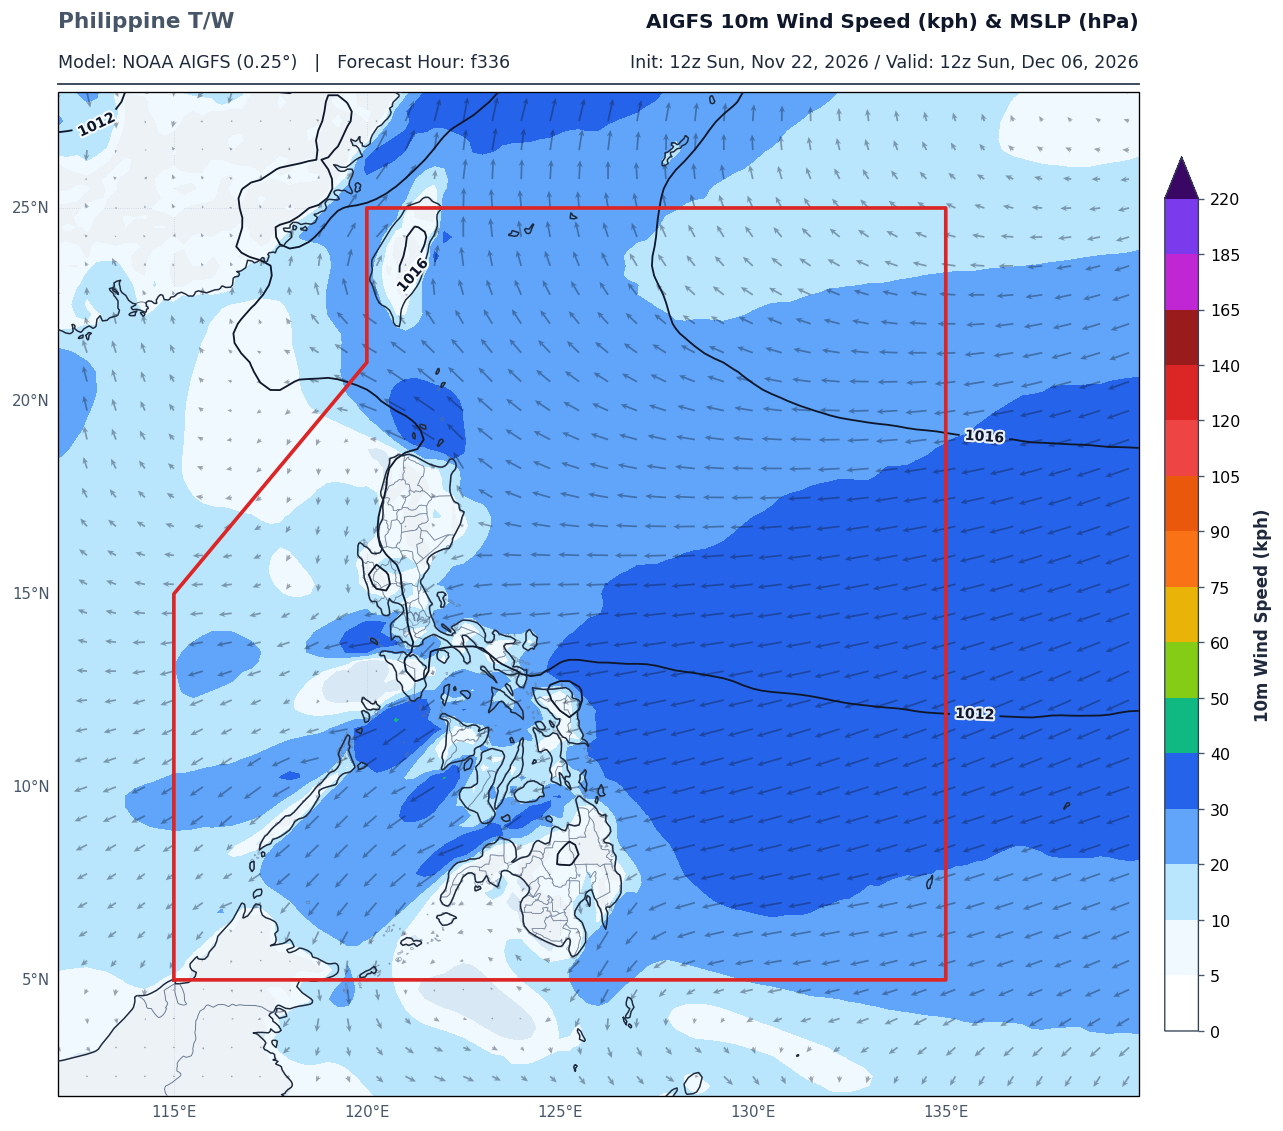 Philippine T/W
AIGFS 10m Wind Speed (kph) & MSLP (hPa)
Model: NOAA AIGFS (0.25°) | Forecast Hour: f336
Init: 12z Sun, Nov 22, 2026 / Valid: 12z Sun, Dec 06, 2026
1012
1016
1016
1012
25°N
20°N
15°N
10°N
5°N
115°E
120°E
125°E
130°E
135°E
220
185
165
140
120
105
90
75
60
50
40
30
20
10
5
0
10m Wind Speed (kph)